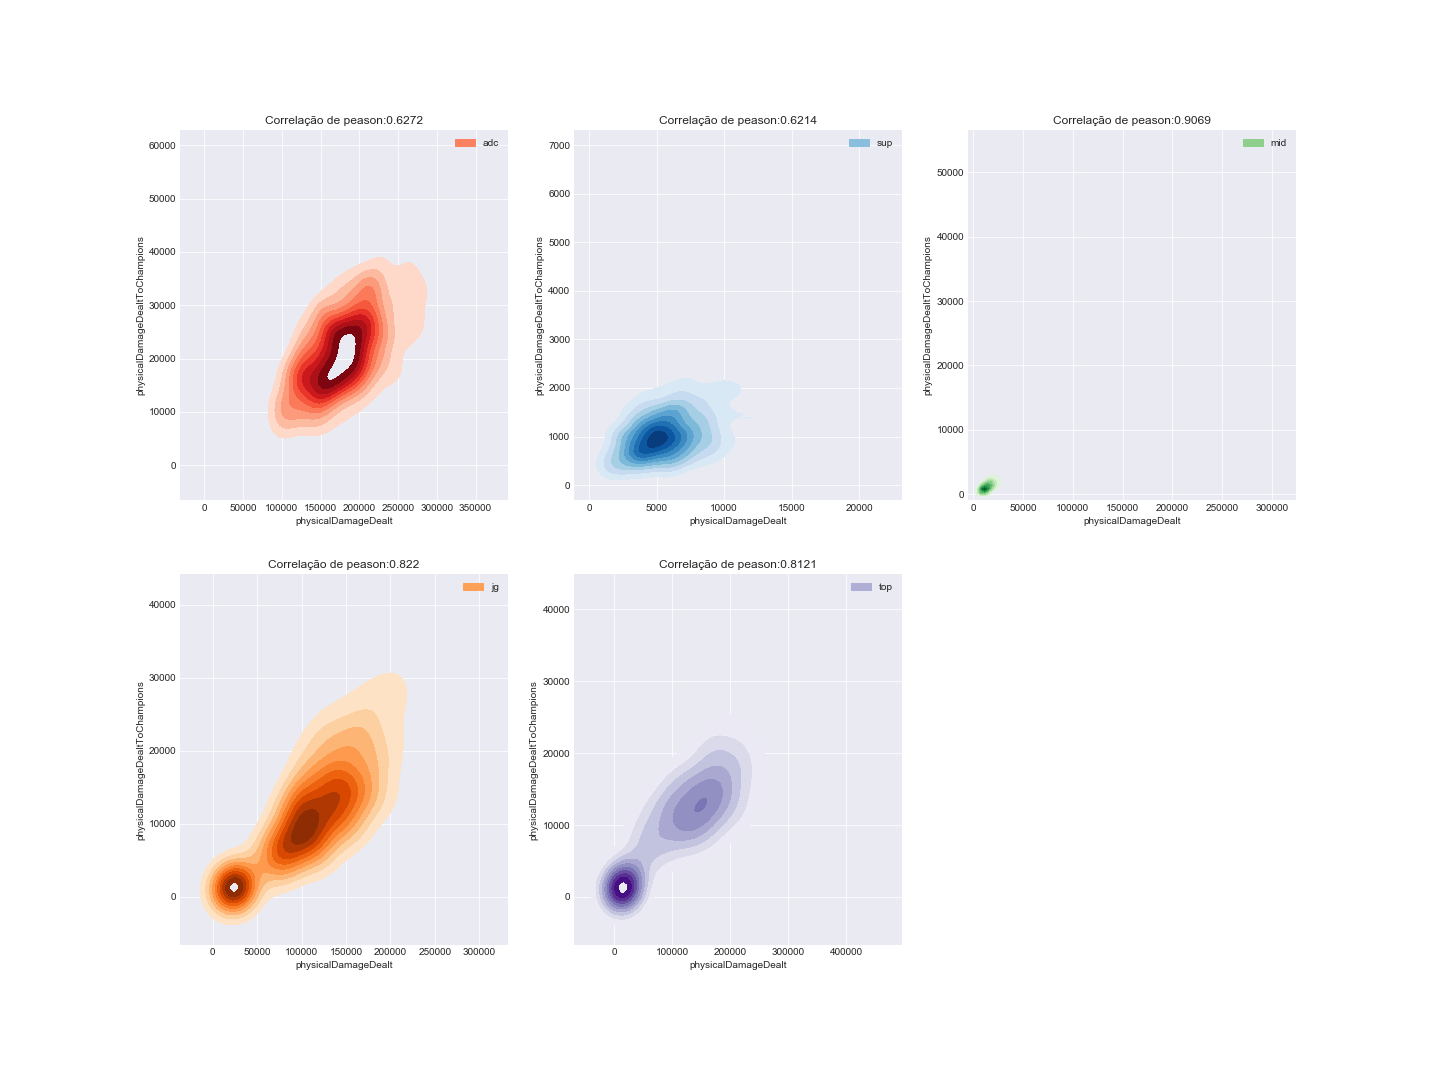 Correlação de peason:0.6272
adc
60000
50000
40000
30000
20000
10000
0
physicalDamageDealtToChampions
0 50000 100000 150000 200000 250000 300000 350000
physicalDamageDealt
Correlação de peason:0.6214
sup
7000
6000
5000
4000
3000
2000
1000
0
physicalDamageDealtToChampions
0 5000 10000 15000 20000
physicalDamageDealt
Correlação de peason:0.9069
mid
50000
40000
30000
20000
10000
0
physicalDamageDealtToChampions
0 50000 100000 150000 200000 250000 300000
physicalDamageDealt
Correlação de peason:0.822
jg
40000
30000
20000
10000
0
physicalDamageDealtToChampions
0 50000 100000 150000 200000 250000 300000
physicalDamageDealt
Correlação de peason:0.8121
top
40000
30000
20000
10000
0
physicalDamageDealtToChampions
0 100000 200000 300000 400000
physicalDamageDealt